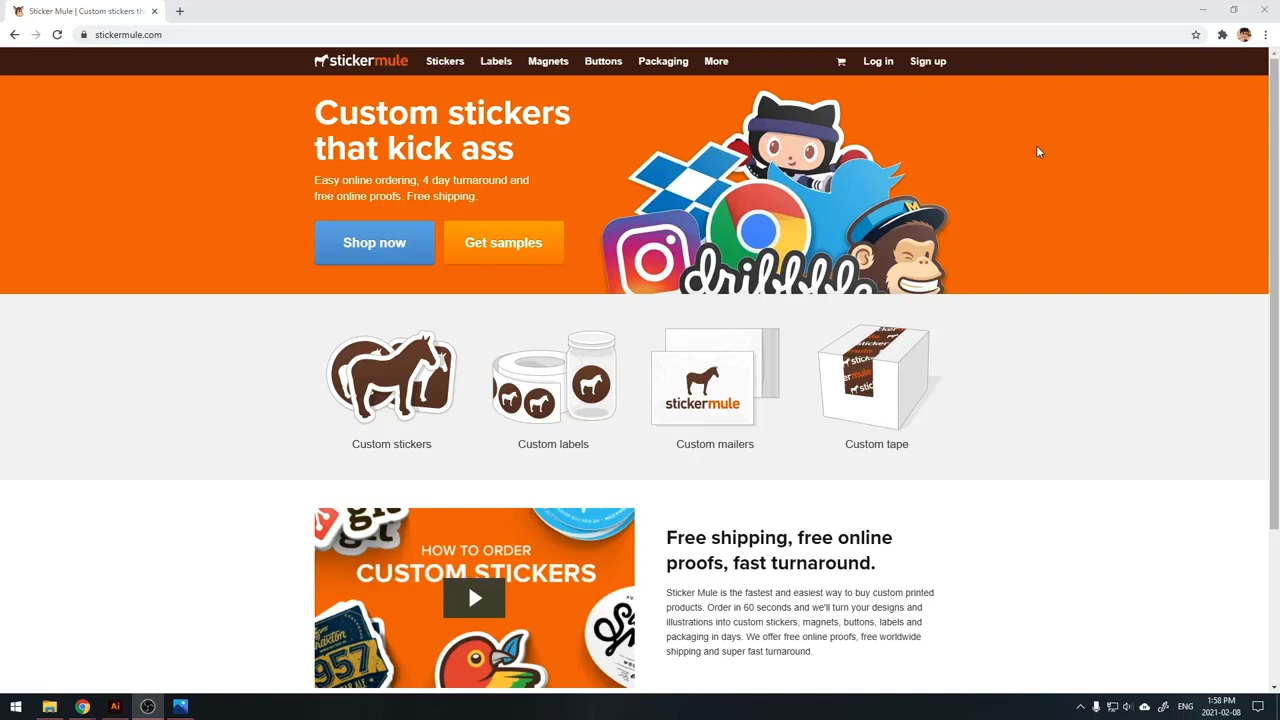 Sticker Mule | Custom stickers th
stickermule.com
stickermule
Stickers
Labels
Magnets
Buttons
Packaging
More
Log in
Sign up
Custom stickers
that kick ass
Easy online ordering, 4 day turnaround and
free online proofs. Free shipping.
Shop now
Get samples
dribbble
M
stickermule
Custom stickers
Custom labels
Custom mailers
Custom tape
git
HOW TO ORDER
CUSTOM STICKERS
957
Free shipping, free online
proofs, fast turnaround.
Sticker Mule is the fastest and easiest way to buy custom printed
products. Order in 60 seconds and we'll turn your designs and
illustrations into custom stickers, magnets, buttons, labels and
packaging in days. We offer free online proofs, free worldwide
shipping and super fast turnaround.
Ai
ENG
1:58 PM
2021-02-08